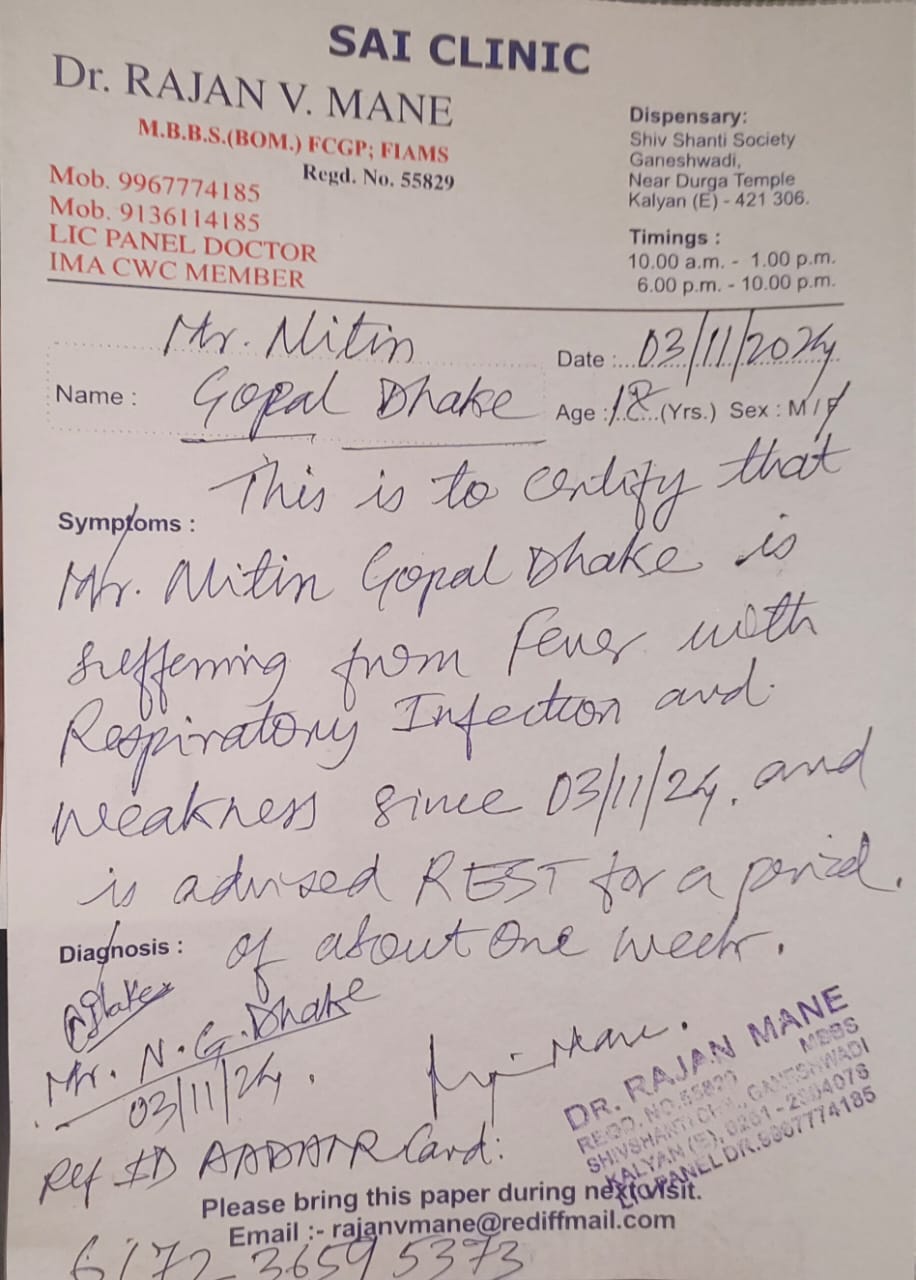 SAI CLINIC
Dr. RAJAN V. MANE
M.B.B.S.(BOM.) FCGP; FIAMS
Regd. No. 55829
Mob. 9967774185
Mob. 9136114185
LIC PANEL DOCTOR
IMA CWC MEMBER
Dispensary:
Shiv Shanti Society
Ganeshwadi,
Near Durga Temple
Kalyan (E) - 421 306.
Timings :
10.00 a.m. - 1.00 p.m.
6.00 p.m. - 10.00 p.m.
Mr. Nitin
Date : 03/11/2024
Name : Gopal Dhake
Age : 18 (Yrs.) Sex : M / F
This is to certify that
Symptoms :
Mr. Nitin Gopal Dhake is
suffering from Fever with
Respiratory Infection and
weakness since 03/11/24. and
is advised REST for a period
Diagnosis : of about One week.
Mr. N. G. Dhake
03/11/24.
Mane.
DR. RAJAN MANE
MBBS
REGD. NO. 55829
GANESHWADI
KALYAN (E),
LIC PANEL DR. 9967774185
Ref ID AADAAR Card:
Please bring this paper during next visit.
Email :- rajanvmane@rediffmail.com
6172 3659 5373